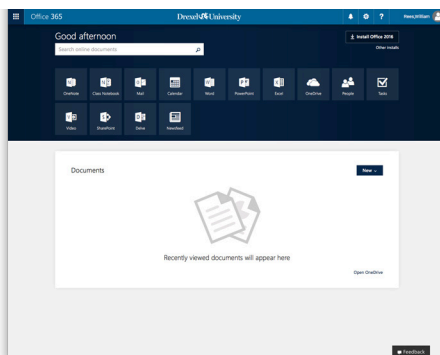 Office 365 Drexel University ? Hees,William
Good afternoon
Install Office 2016
Search online documents
Other installs
OneNote Class Notebook Mail Calendar Word PowerPoint Excel OneDrive People Tasks
Video SharePoint Delve Newsfeed
Documents
New
Recently viewed documents will appear here
Open OneDrive
Feedback